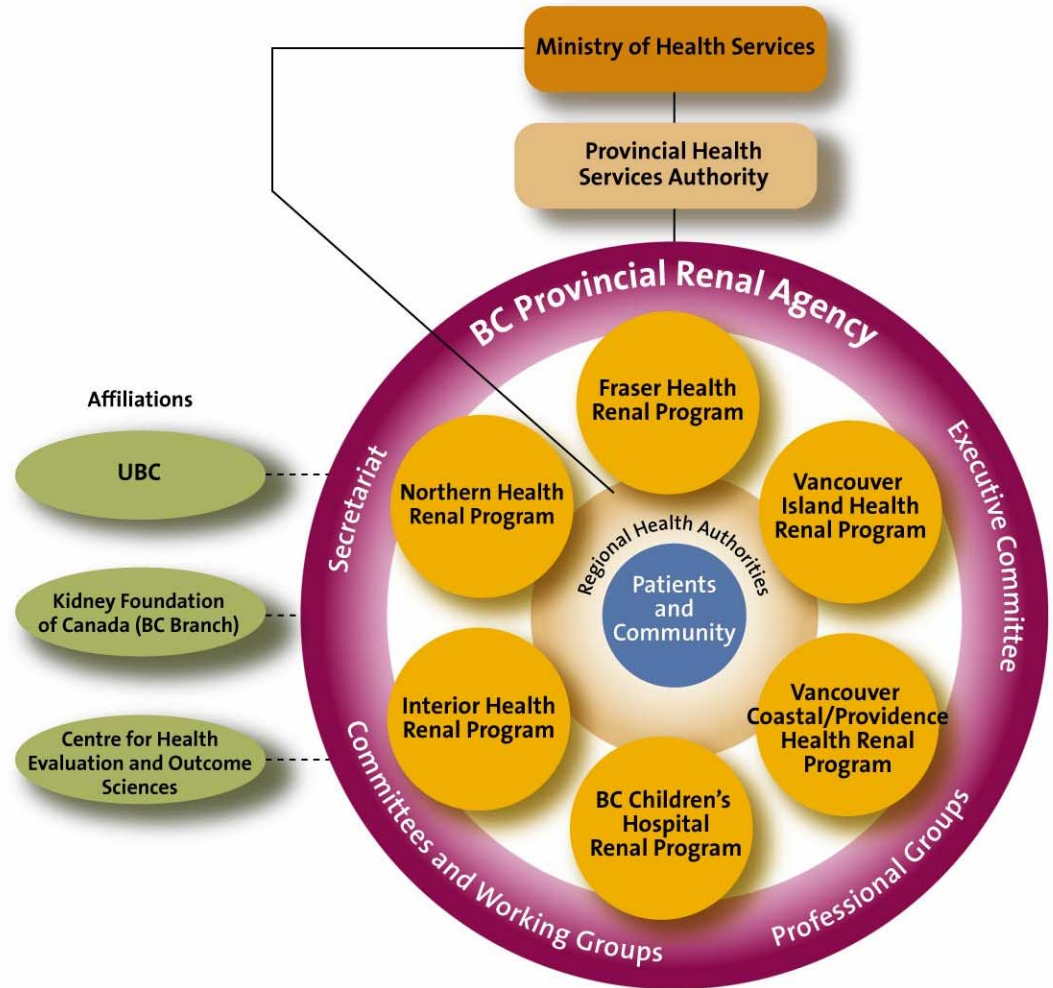 Ministry of Health Services
Provincial Health
Services Authority
BC Provincial Renal Agency
Fraser Health
Renal Program
Affiliations
UBC
Secretariat
Executive Committee
Northern Health
Renal Program
Vancouver
Island Health
Renal Program
Regional Health Authorities
Patients
and
Community
Kidney Foundation
of Canada (BC Branch)
Interior Health
Renal Program
Vancouver
Coastal/Providence
Health Renal
Program
Centre for Health
Evaluation and Outcome
Sciences
BC Children's
Hospital
Renal Program
Committees and Working Groups
Professional Groups